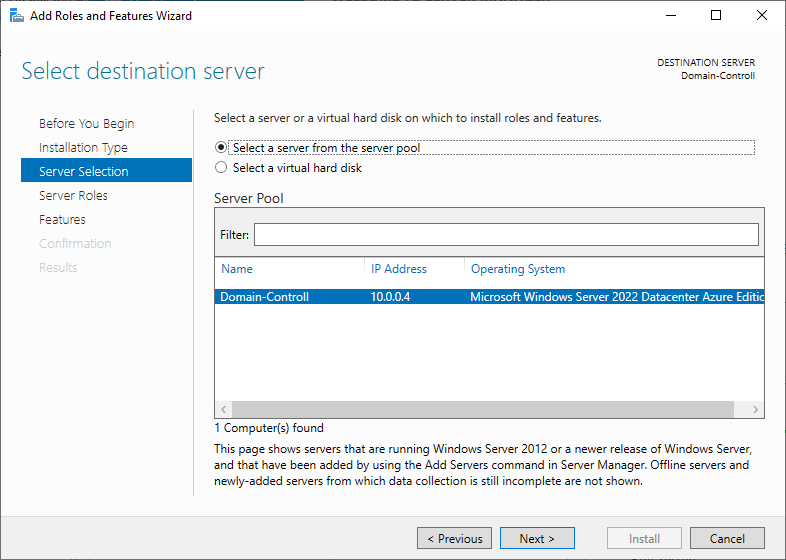 Add Roles and Features Wizard
Select destination server
DESTINATION SERVER
Domain-Controll
Before You Begin
Installation Type
Server Selection
Server Roles
Features
Confirmation
Results
Select a server or a virtual hard disk on which to install roles and features.
Select a server from the server pool
Select a virtual hard disk
Server Pool
Filter:
Name IP Address Operating System
Domain-Controll 10.0.0.4 Microsoft Windows Server 2022 Datacenter Azure Editic
1 Computer(s) found
This page shows servers that are running Windows Server 2012 or a newer release of Windows Server,
and that have been added by using the Add Servers command in Server Manager. Offline servers and
newly-added servers from which data collection is still incomplete are not shown.
< Previous Next > Install Cancel